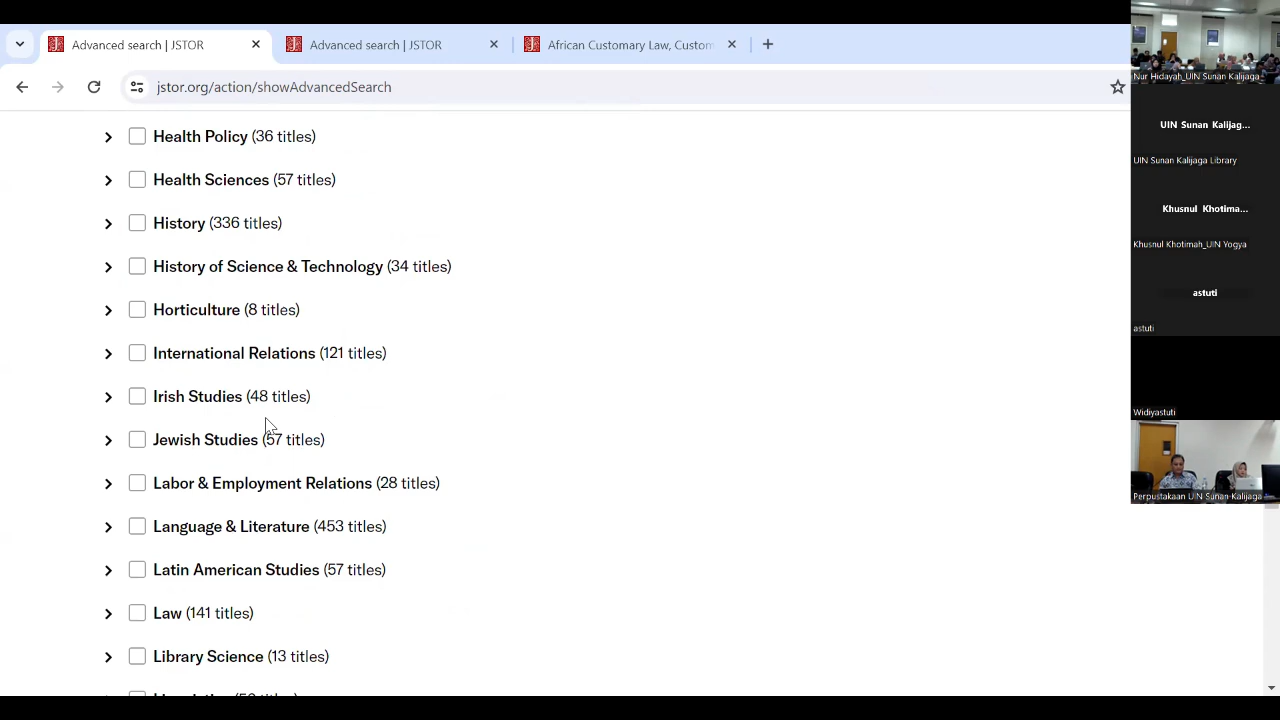 Advanced search | JSTOR
Advanced search | JSTOR
African Customary Law, Custom
jstor.org/action/showAdvancedSearch
Health Policy (36 titles)
Health Sciences (57 titles)
History (336 titles)
History of Science & Technology (34 titles)
Horticulture (8 titles)
International Relations (121 titles)
Irish Studies (48 titles)
Jewish Studies (57 titles)
Labor & Employment Relations (28 titles)
Language & Literature (453 titles)
Latin American Studies (57 titles)
Law (141 titles)
Library Science (13 titles)
Nur Hidayah_UIN Sunan Kalijaga
UIN Sunan Kalijag...
UIN Sunan Kalijaga Library
Khusnul Khotima...
Khusnul Khotimah_UIN Yogya
astuti
astuti
Widiyastuti
Perpustakaan UIN Sunan Kalijaga